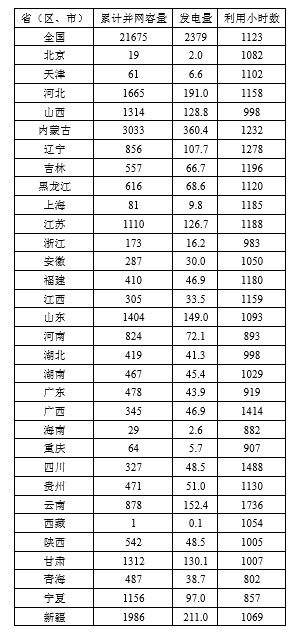 省（区、市） 累计并网容量 发电量 利用小时数
全国 21675 2379 1123
北京 19 2.0 1082
天津 61 6.6 1102
河北 1665 191.0 1158
山西 1314 128.8 998
内蒙古 3033 360.4 1232
辽宁 856 107.7 1278
吉林 557 66.7 1196
黑龙江 616 68.6 1120
上海 81 9.8 1185
江苏 1110 126.7 1188
浙江 173 16.2 983
安徽 287 30.0 1050
福建 410 46.9 1180
江西 305 33.5 1159
山东 1404 149.0 1093
河南 824 72.1 893
湖北 419 41.3 998
湖南 467 45.4 1029
广东 478 43.9 919
广西 345 46.9 1414
海南 29 2.6 882
重庆 64 5.7 907
四川 327 48.5 1488
贵州 471 51.0 1130
云南 878 152.4 1736
西藏 1 0.1 1054
陕西 542 48.5 1005
甘肃 1312 130.1 1007
青海 487 38.7 802
宁夏 1156 97.0 857
新疆 1986 211.0 1069